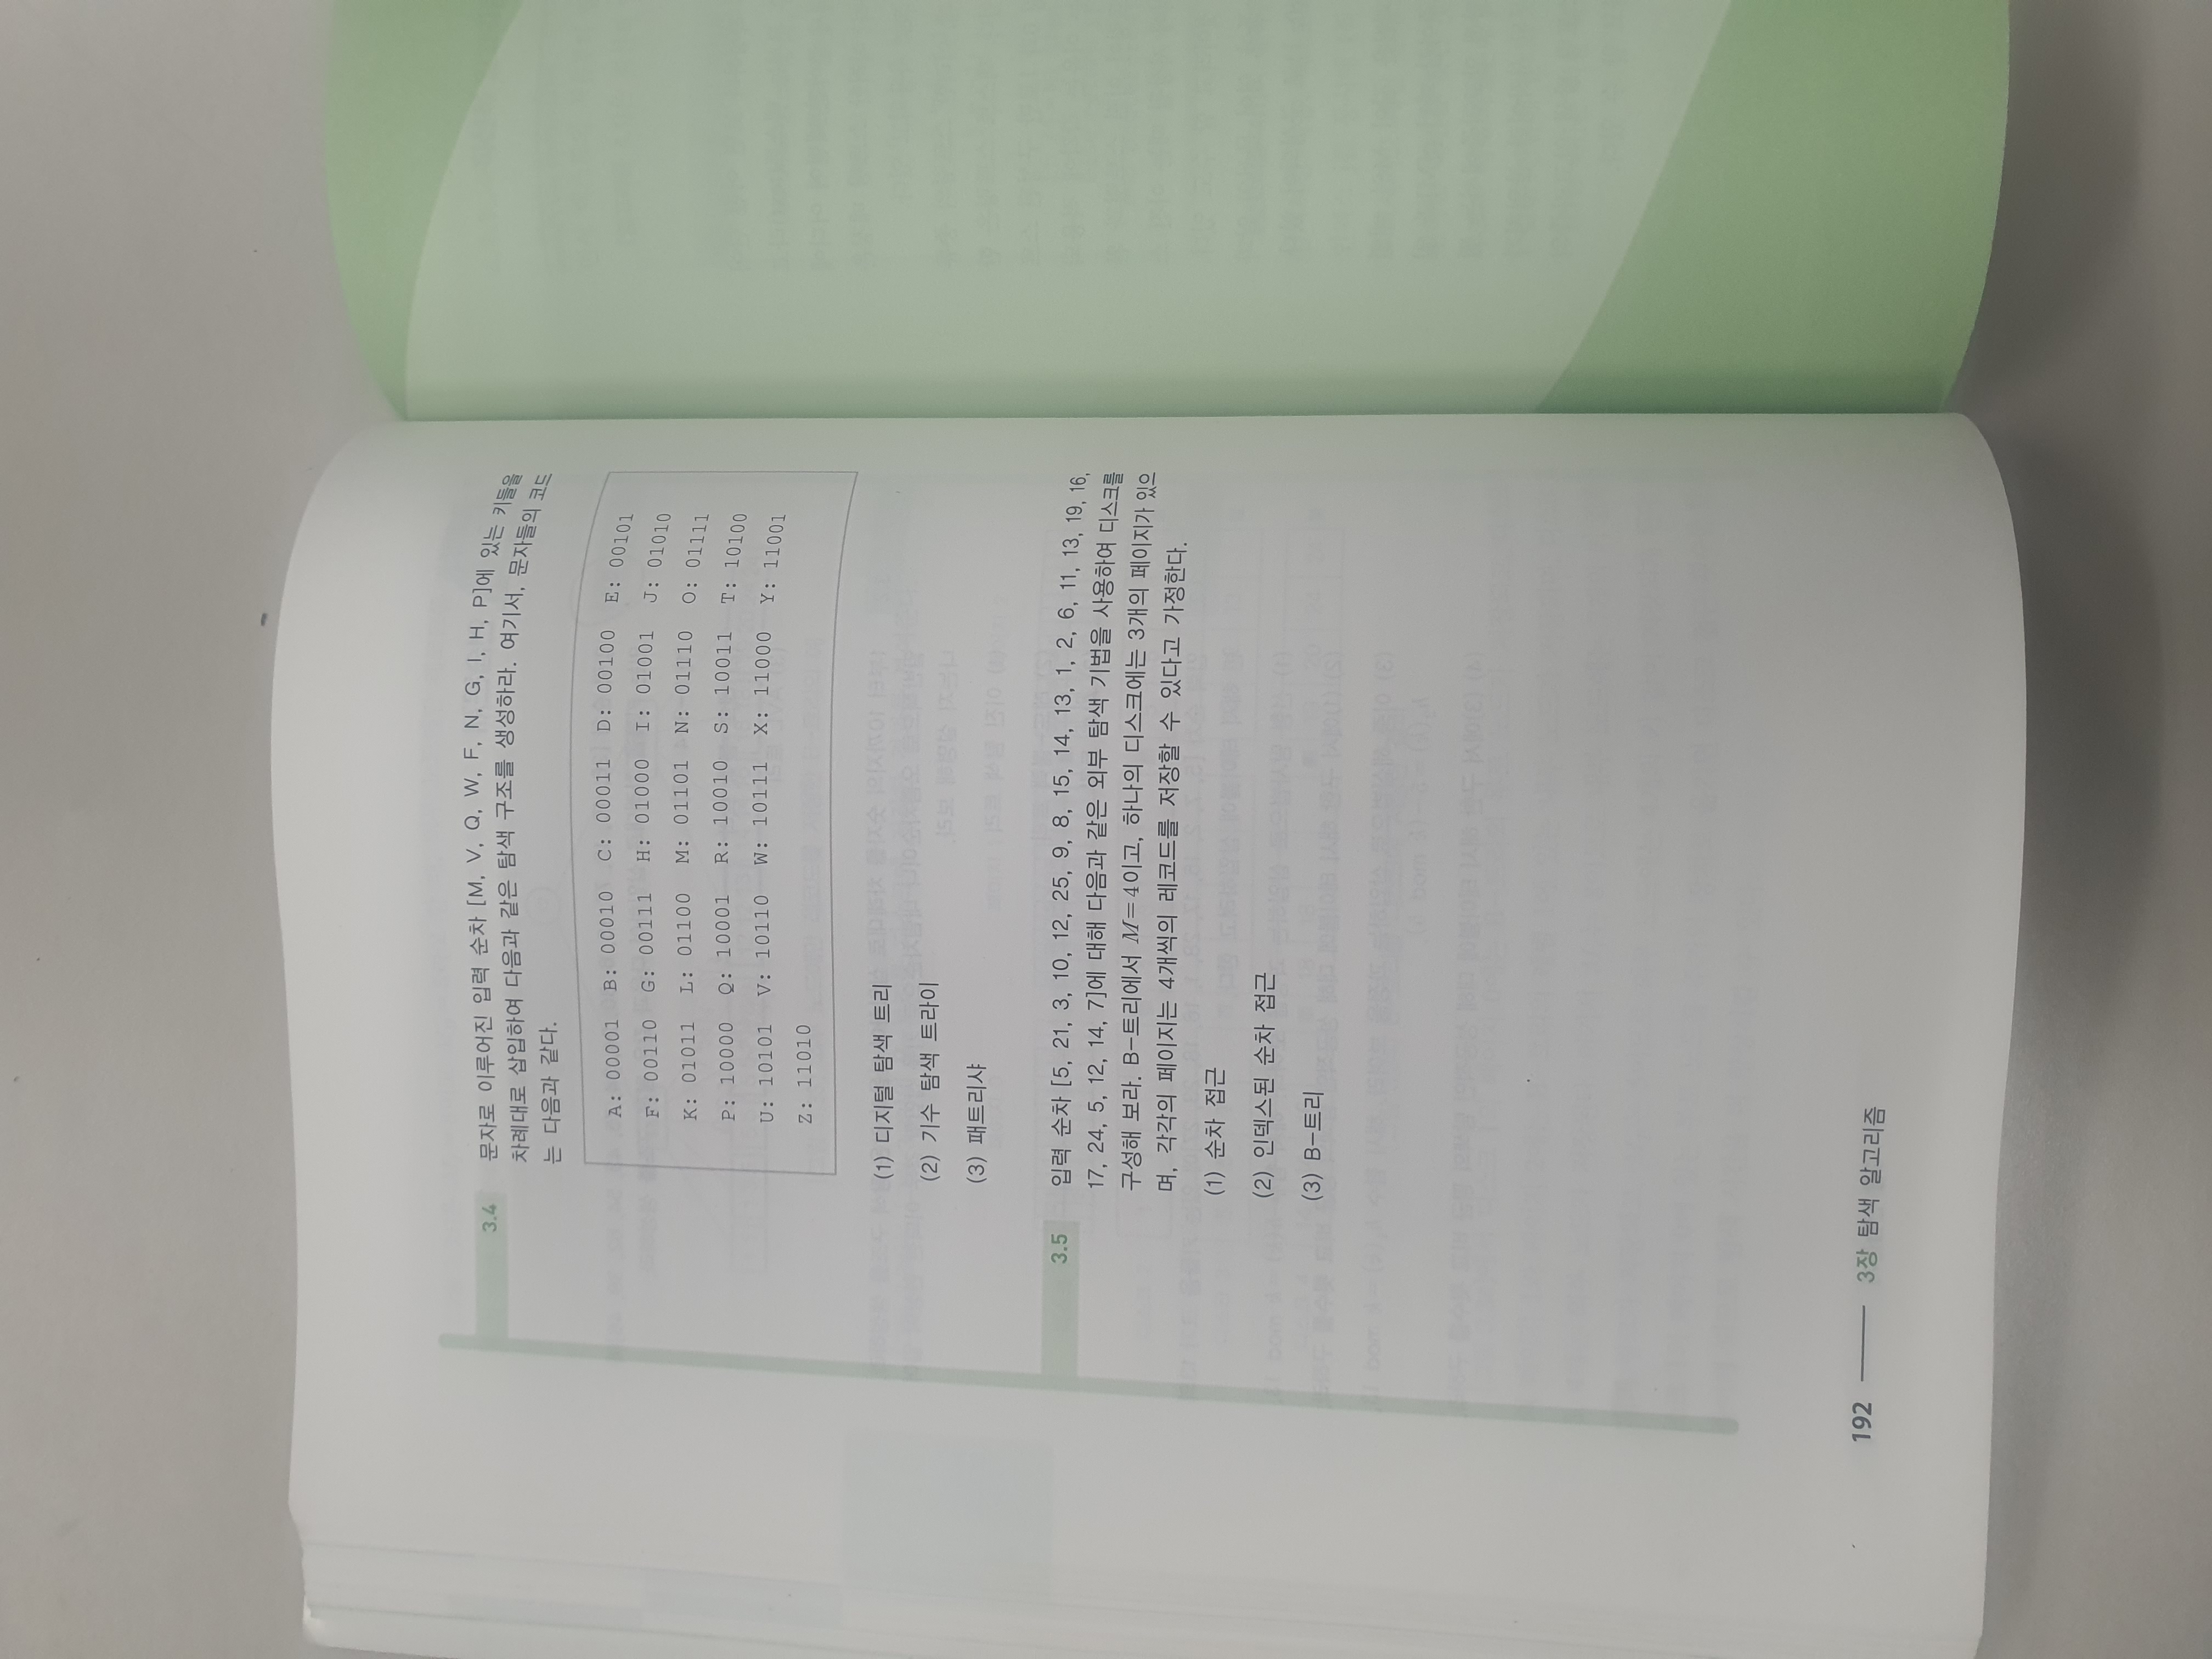 3.4 문자로 이루어진 입력 순차 [M, V, Q, W, F, N, G, I, H, P]에 있는 키들을
차례대로 삽입하여 다음과 같은 탐색 구조를 생성하라. 여기서, 문자들의 코드
는 다음과 같다.
A: 00001 B: 00010 C: 00011 D: 00100 E: 00101
F: 00110 G: 00111 H: 01000 I: 01001 J: 01010
K: 01011 L: 01100 M: 01101 N: 01110 O: 01111
P: 10000 Q: 10001 R: 10010 S: 10011 T: 10100
U: 10101 V: 10110 W: 10111 X: 11000 Y: 11001
Z: 11010
(1) 디지털 탐색 트리
(2) 기수 탐색 트라이
(3) 패트리샤
3.5 입력 순차 [5, 21, 3, 10, 12, 25, 9, 8, 15, 14, 13, 1, 2, 6, 11, 13, 19, 16,
17, 24, 5, 12, 14, 7]에 대해 다음과 같은 외부 탐색 기법을 사용하여 디스크를
구성해 보라. B-트리에서 M=4이고, 하나의 디스크에는 3개의 페이지가 있으
며, 각각의 페이지는 4개씩의 레코드를 저장할 수 있다고 가정한다.
(1) 순차 접근
(2) 인덱스된 순차 접근
(3) B-트리
192 3장 탐색 알고리즘